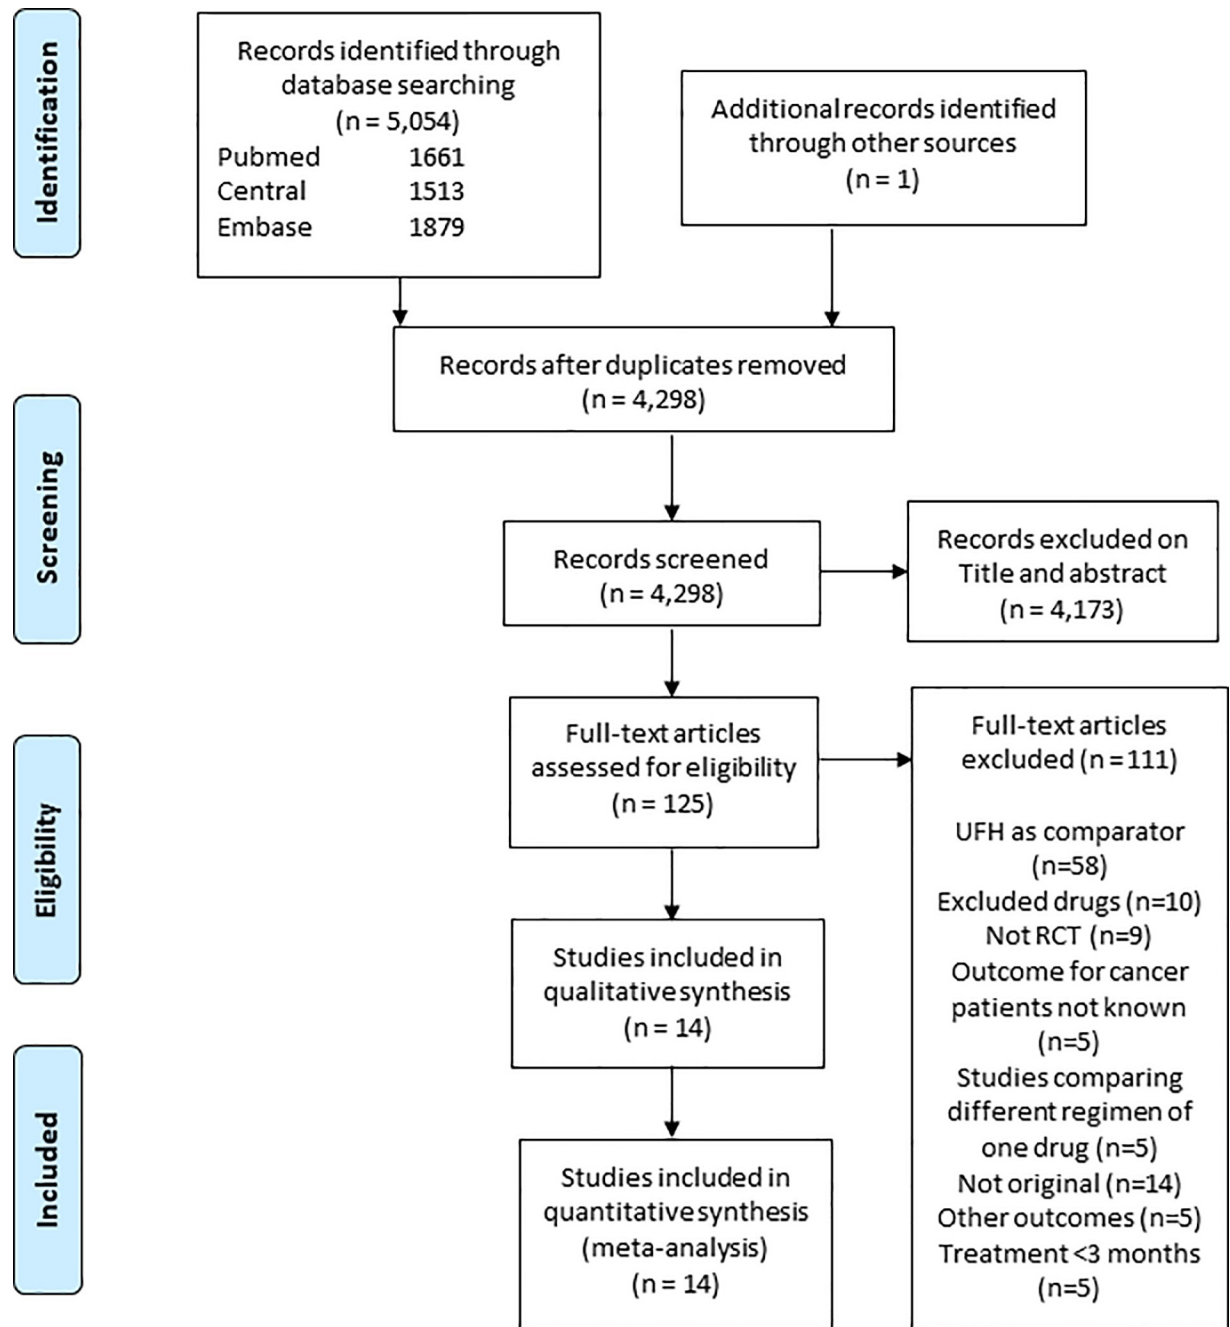 Identification
Records identified through
database searching
(n = 5,054)
Pubmed 1661
Central 1513
Embase 1879
Additional records identified
through other sources
(n = 1)
Records after duplicates removed
(n = 4,298)
Screening
Records screened
(n = 4,298)
Records excluded on
Title and abstract
(n = 4,173)
Eligibility
Full-text articles
assessed for eligibility
(n = 125)
Full-text articles
excluded (n = 111)
UFH as comparator
(n=58)
Excluded drugs (n=10)
Not RCT (n=9)
Outcome for cancer
patients not known
(n=5)
Studies comparing
different regimen of
one drug (n=5)
Not original (n=14)
Other outcomes (n=5)
Treatment <3 months
(n=5)
Studies included in
qualitative synthesis
(n = 14)
Included
Studies included in
quantitative synthesis
(meta-analysis)
(n = 14)